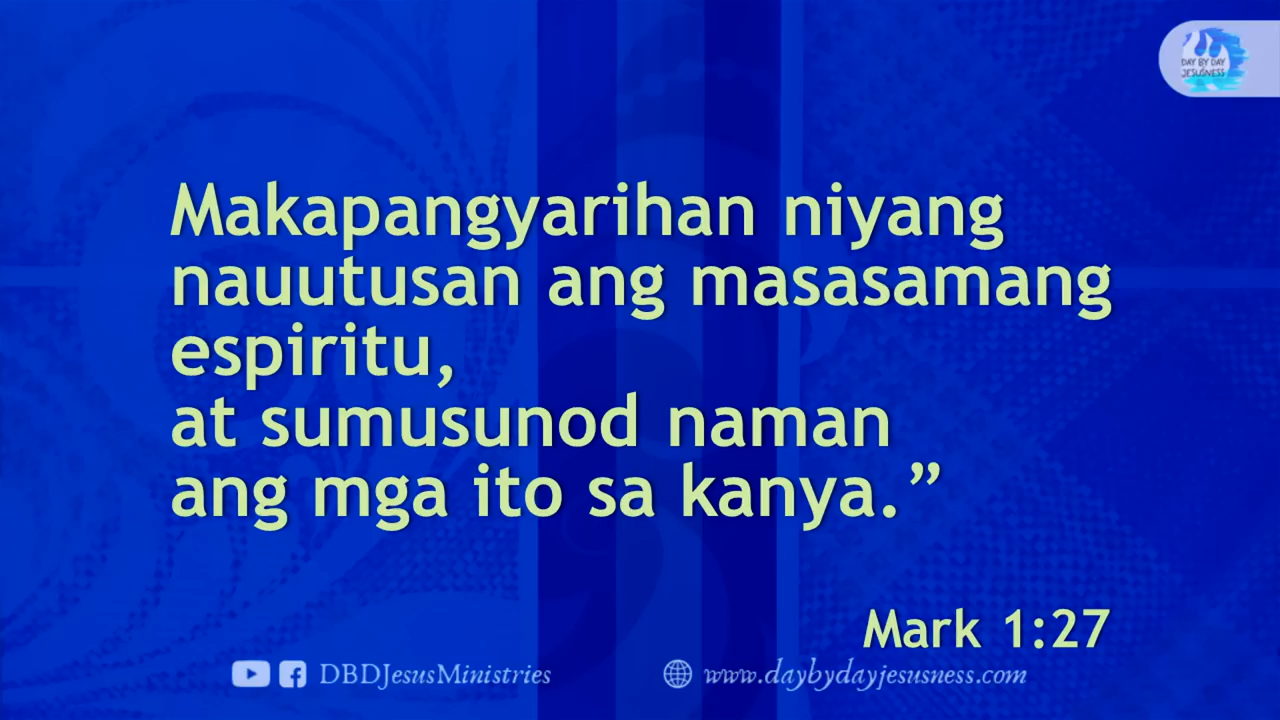 DAY BY DAY
JESUSNESS
Makapangyarihan niyang
nauutusan ang masasamang
espiritu,
at sumusunod naman
ang mga ito sa kanya.”
Mark 1:27
DBDJesusMinistries
www.daybydayjesusness.com